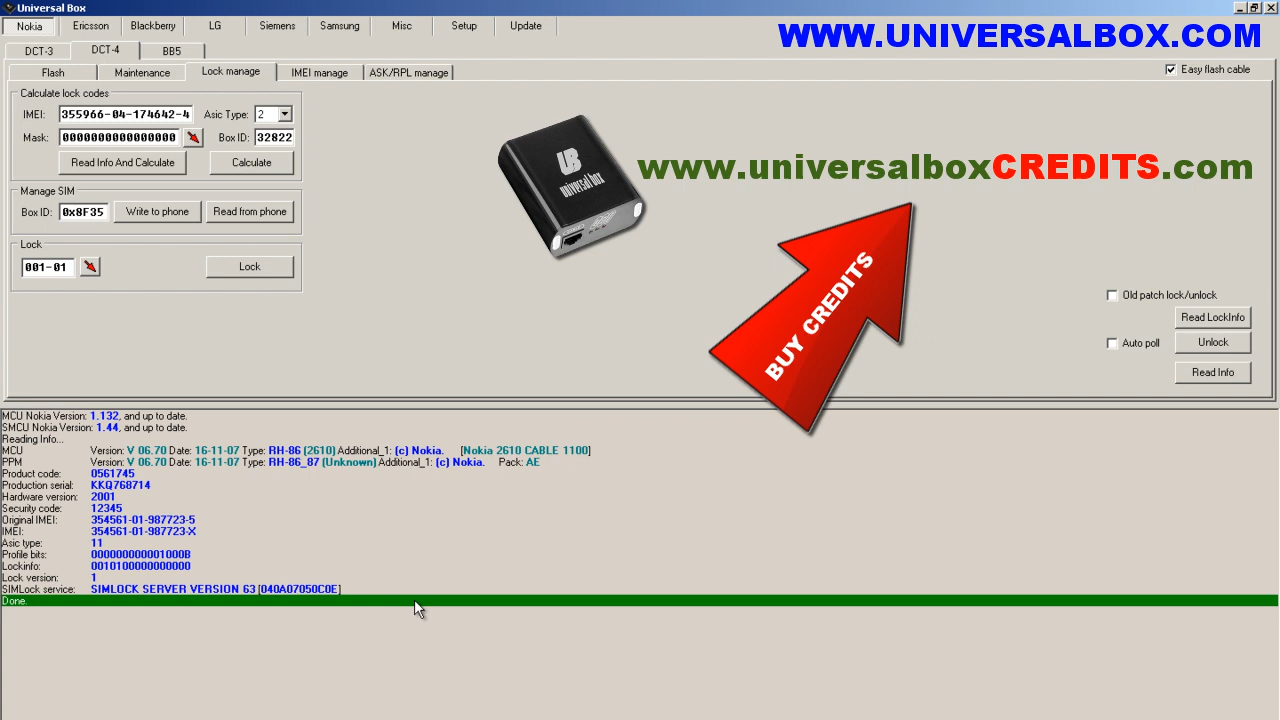 Universal Box
Nokia Ericsson Blackberry LG Siemens Samsung Misc Setup Update
WWW.UNIVERSALBOX.COM
DCT-3 DCT-4 BB5
Flash Maintenance Lock manage IMEI manage ASK/RPL manage
Easy flash cable
Calculate lock codes
IMEI: 355966-04-174642-4 Asic Type: 2
Mask: 0000000000000000 Box ID: 32822
Read Info And Calculate Calculate
UB
universal box
www.universalboxCREDITS.com
Manage SIM
Box ID: 0x8F35 Write to phone Read from phone
Lock
001-01 Lock
BUY CREDITS
Old patch lock/unlock
Read LockInfo
Auto poll Unlock
Read Info
MCU Nokia Version: 1.132, and up to date.
SMCU Nokia Version: 1.44, and up to date.
Reading Info...
MCU Version: V 06.70 Date: 16-11-07 Type: RH-86 (2610) Additional_1: (c) Nokia. [Nokia 2610 CABLE 1100]
PPM Version: V 06.70 Date: 16-11-07 Type: RH-86_87 (Unknown) Additional_1: (c) Nokia. Pack: AE
Product code: 0561745
Production serial: KKQ768714
Hardware version: 2001
Security code: 12345
Original IMEI: 354561-01-987723-5
IMEI: 354561-01-987723-X
Asic type: 11
Profile bits: 000000000001000B
Lockinfo: 0010100000000000
Lock version: 1
SIMLock service: SIMLOCK SERVER VERSION 63 [040A07050C0E]
Done.